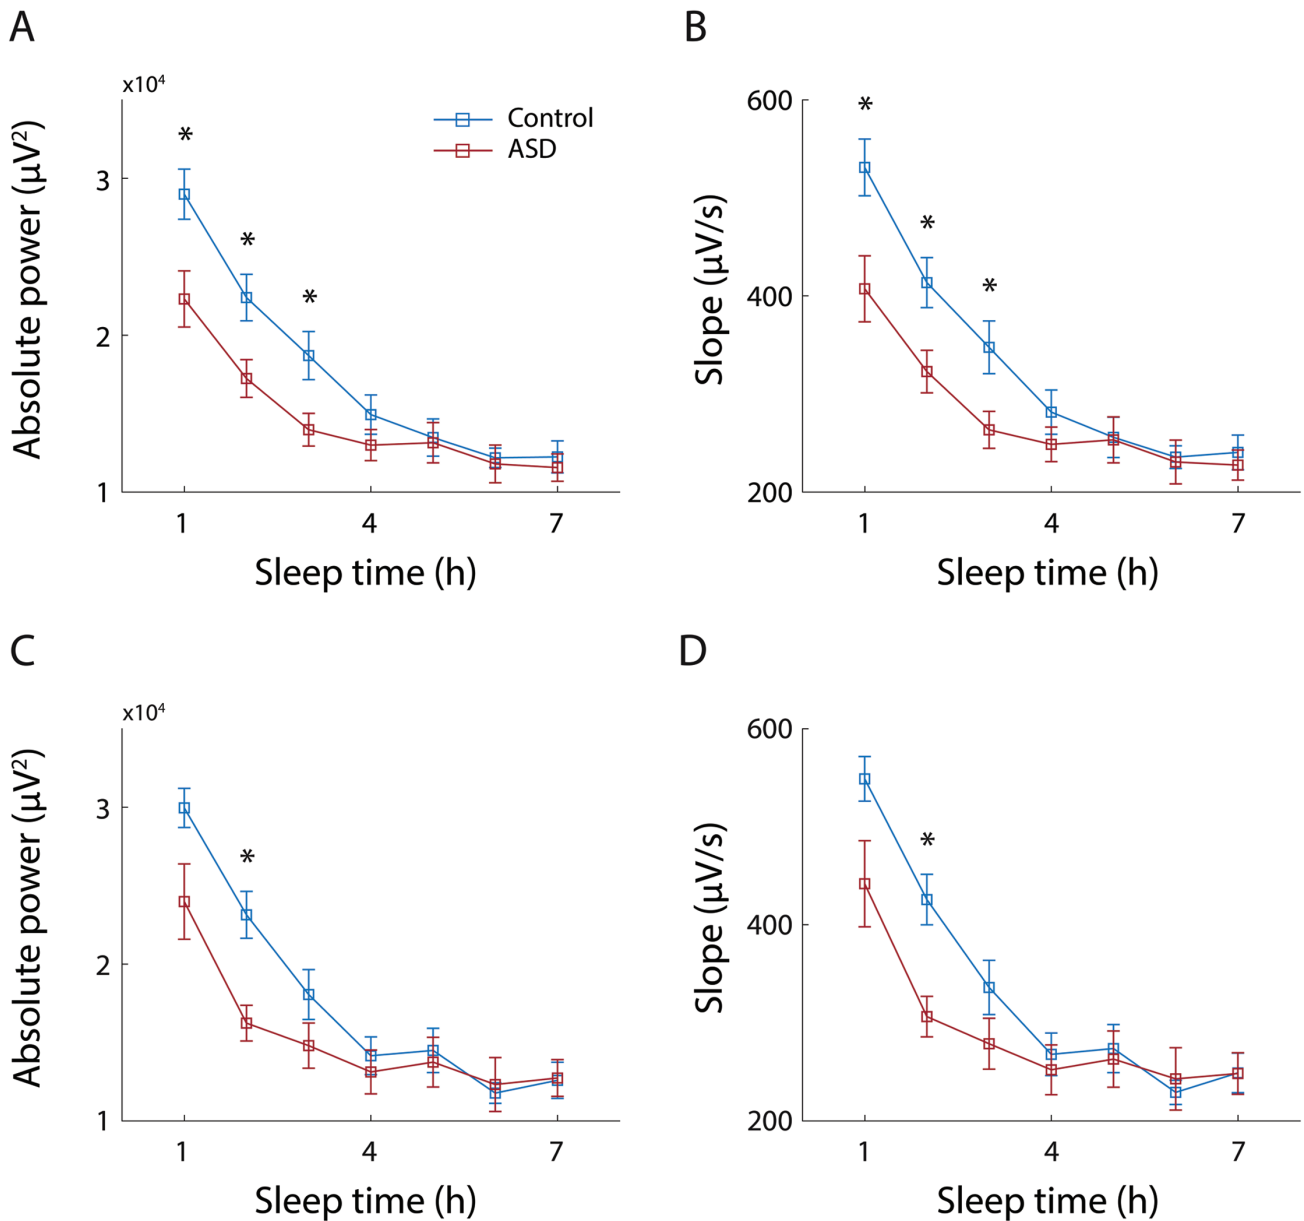 A
x10⁴
Absolute power (µV²)
3
2
1
*
*
*
Control
ASD
1
4
7
Sleep time (h)
B
Slope (µV/s)
600
400
200
*
*
*
1
4
7
Sleep time (h)
C
x10⁴
Absolute power (µV²)
3
2
1
*
1
4
7
Sleep time (h)
D
Slope (µV/s)
600
400
200
*
1
4
7
Sleep time (h)